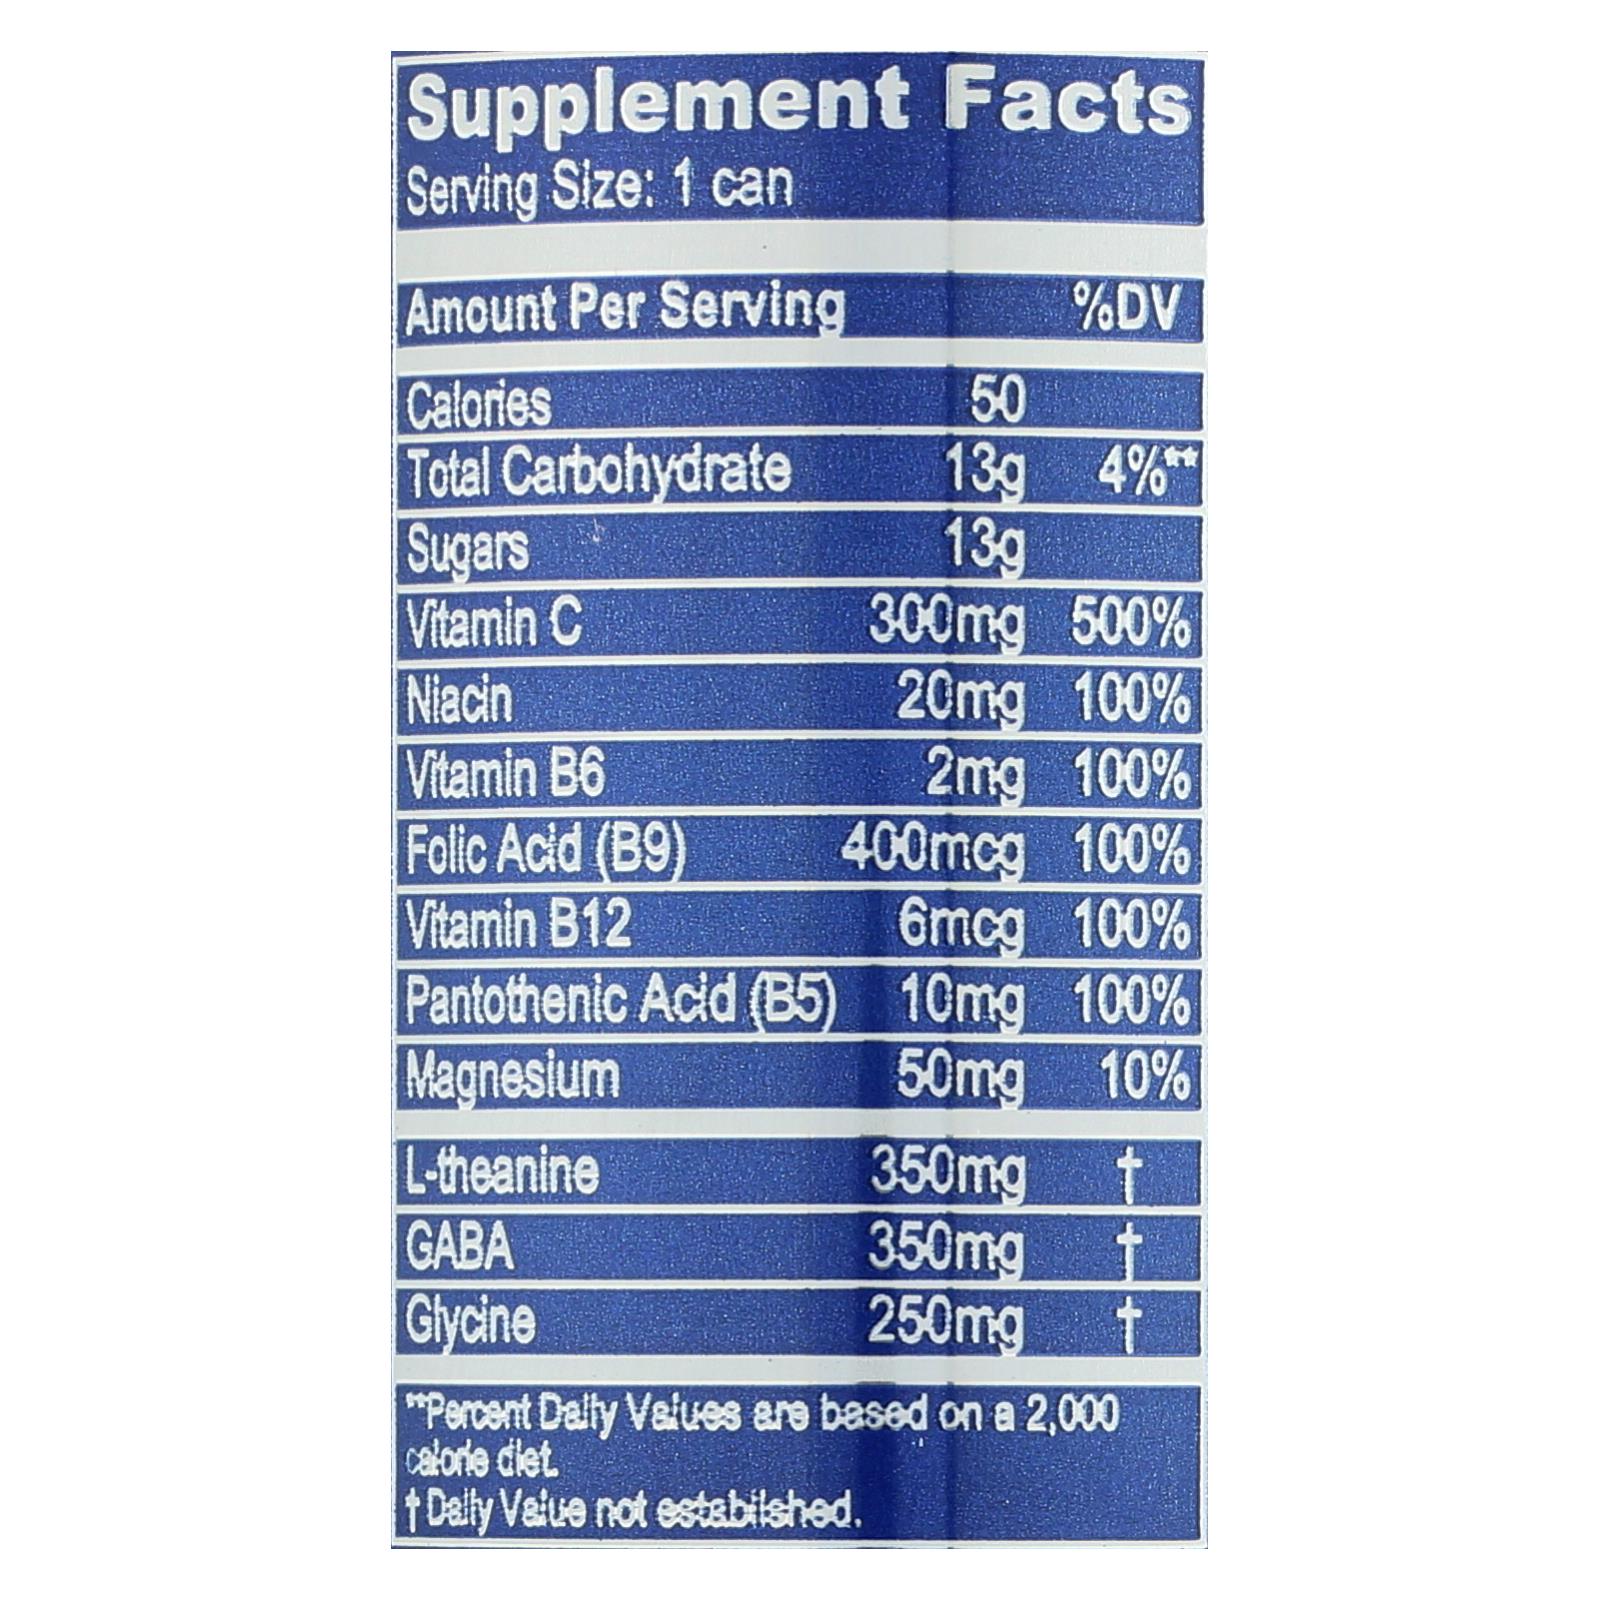 Supplement Facts
Serving Size: 1 can
Amount Per Serving %DV
Calories 50
Total Carbohydrate 13g 4%**
Sugars 13g
Vitamin C 300mg 500%
Niacin 20mg 100%
Vitamin B6 2mg 100%
Folic Acid (B9) 400mcg 100%
Vitamin B12 6mcg 100%
Pantothenic Acid (B5) 10mg 100%
Magnesium 50mg 10%
L-theanine 350mg †
GABA 350mg †
Glycine 250mg †
**Percent Daily Values are based on a 2,000
calorie diet.
† Daily Value not established.